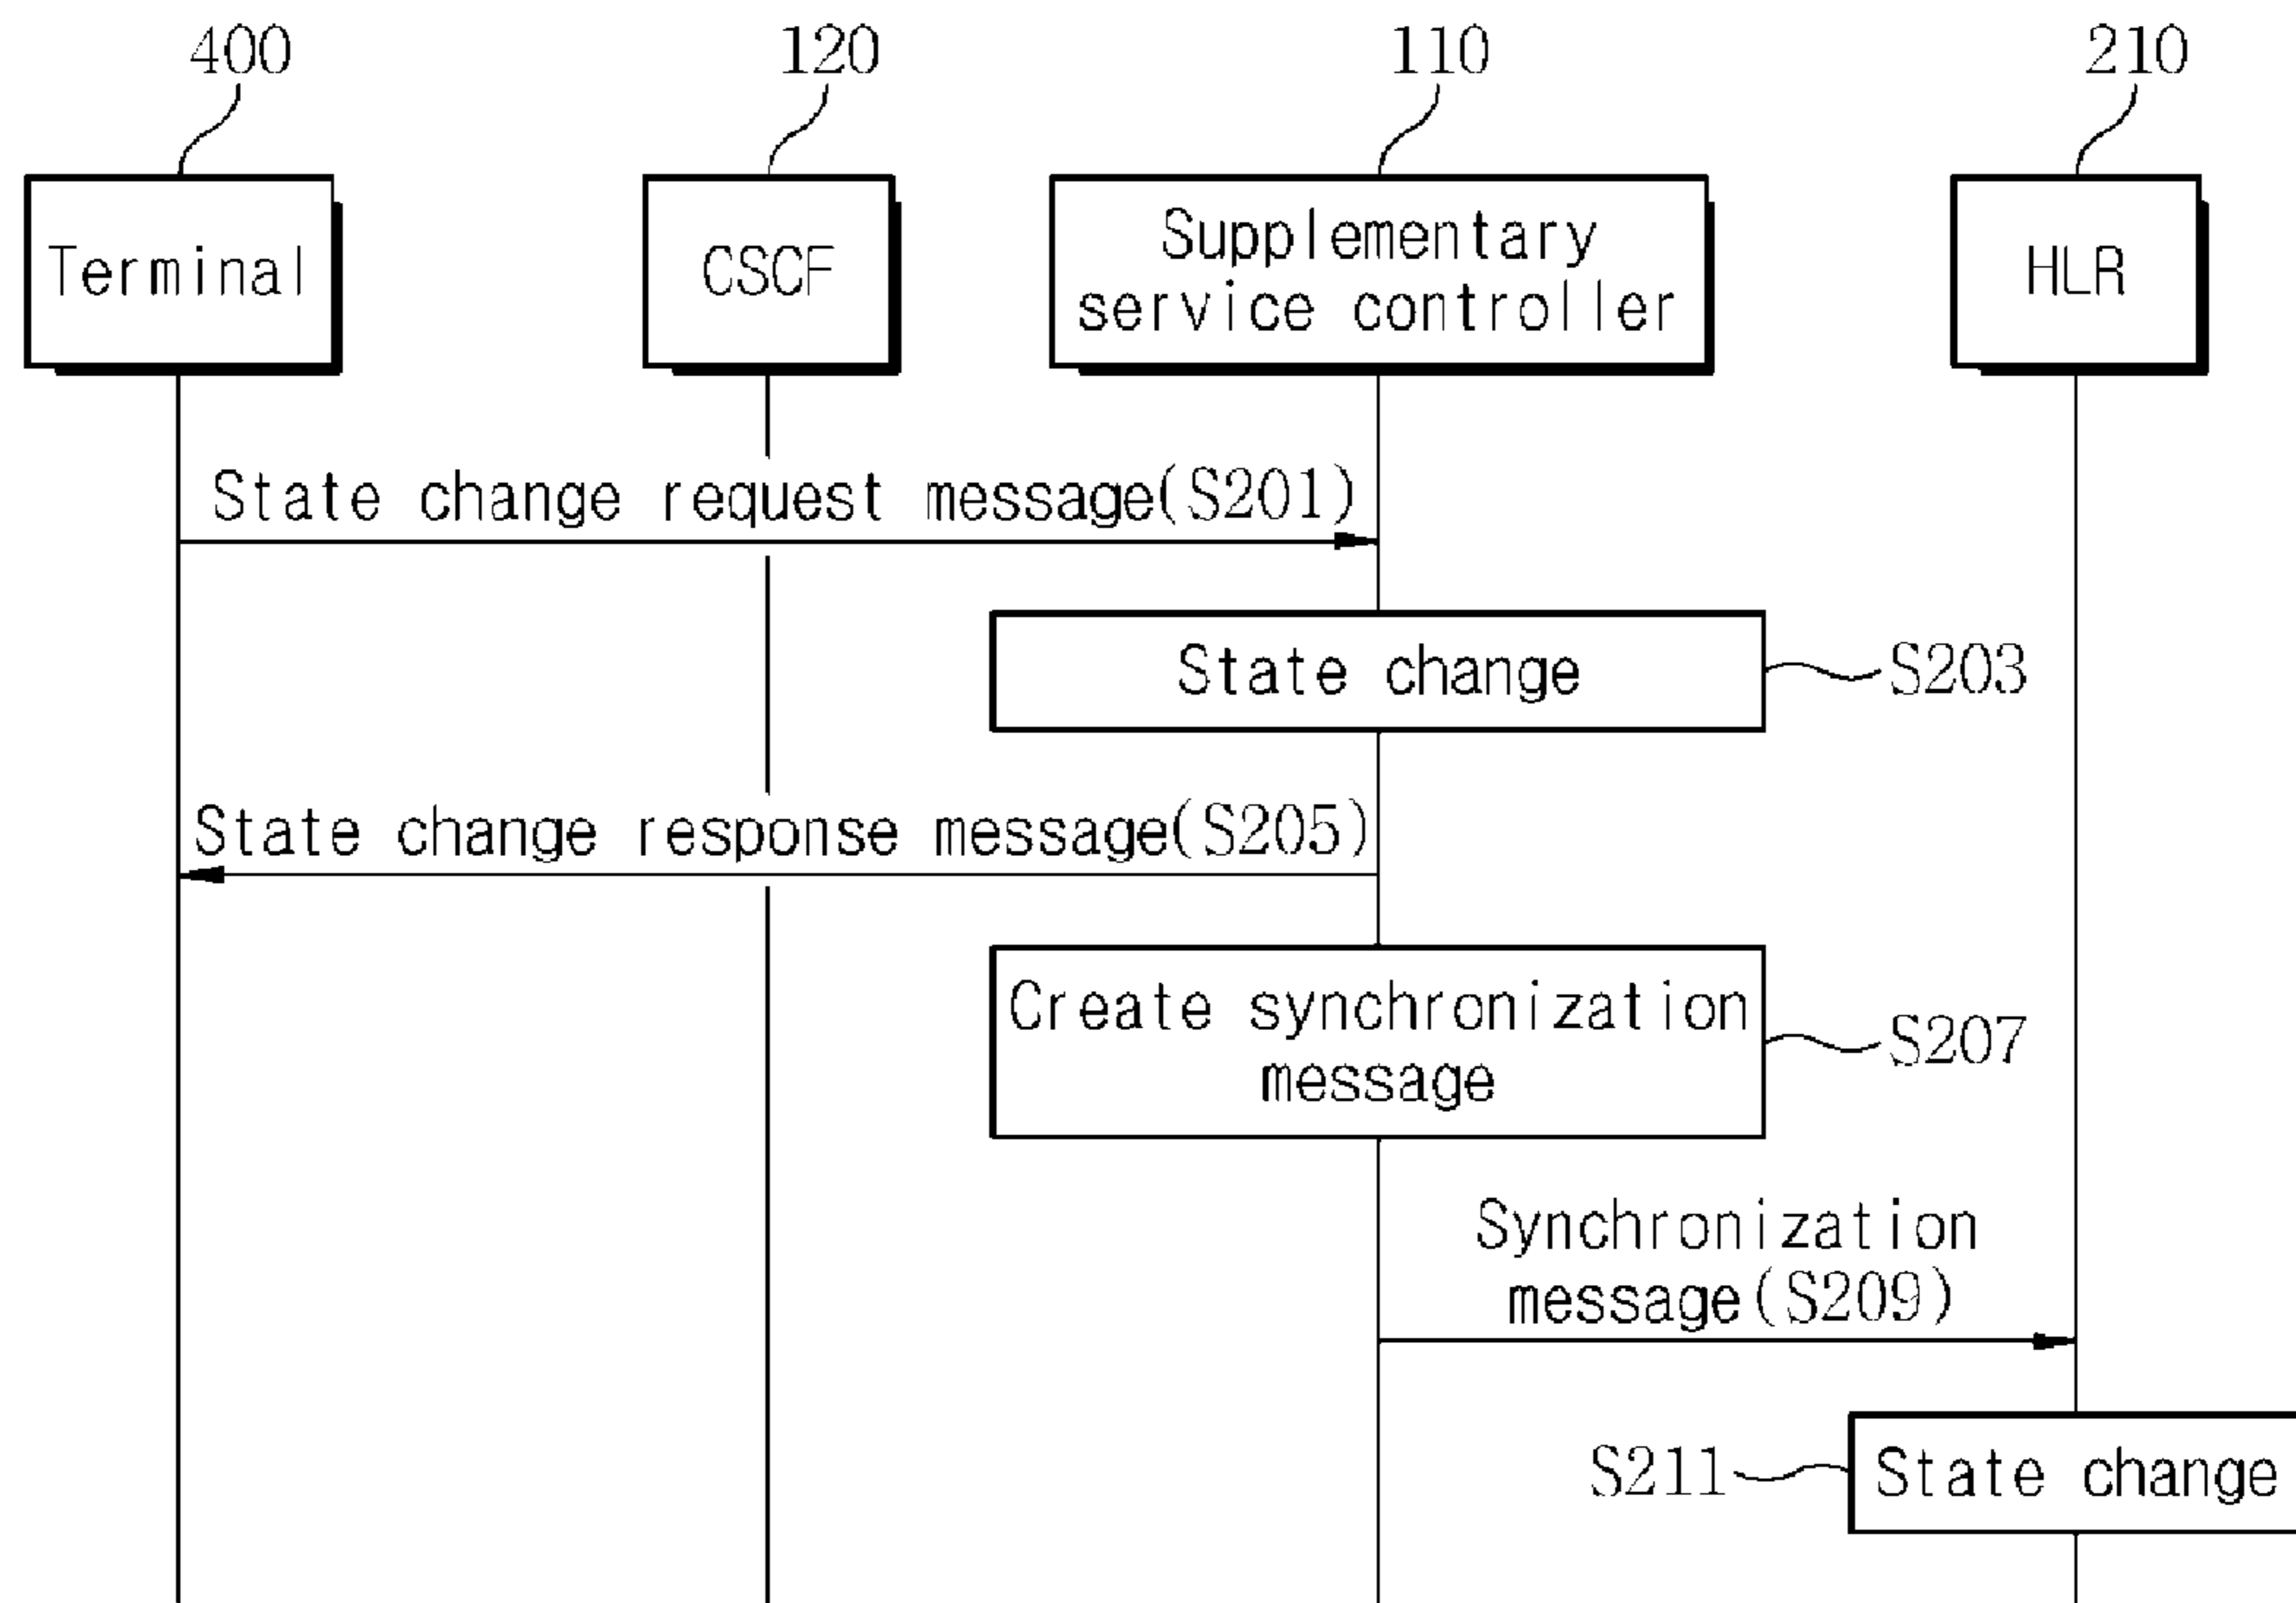 400
120
110
210
Terminal
CSCF
Supplementary
service controller
HLR
State change request message(S201)
State change
S203
State change response message(S205)
Create synchronization
message
S207
Synchronization
message(S209)
S211
State change